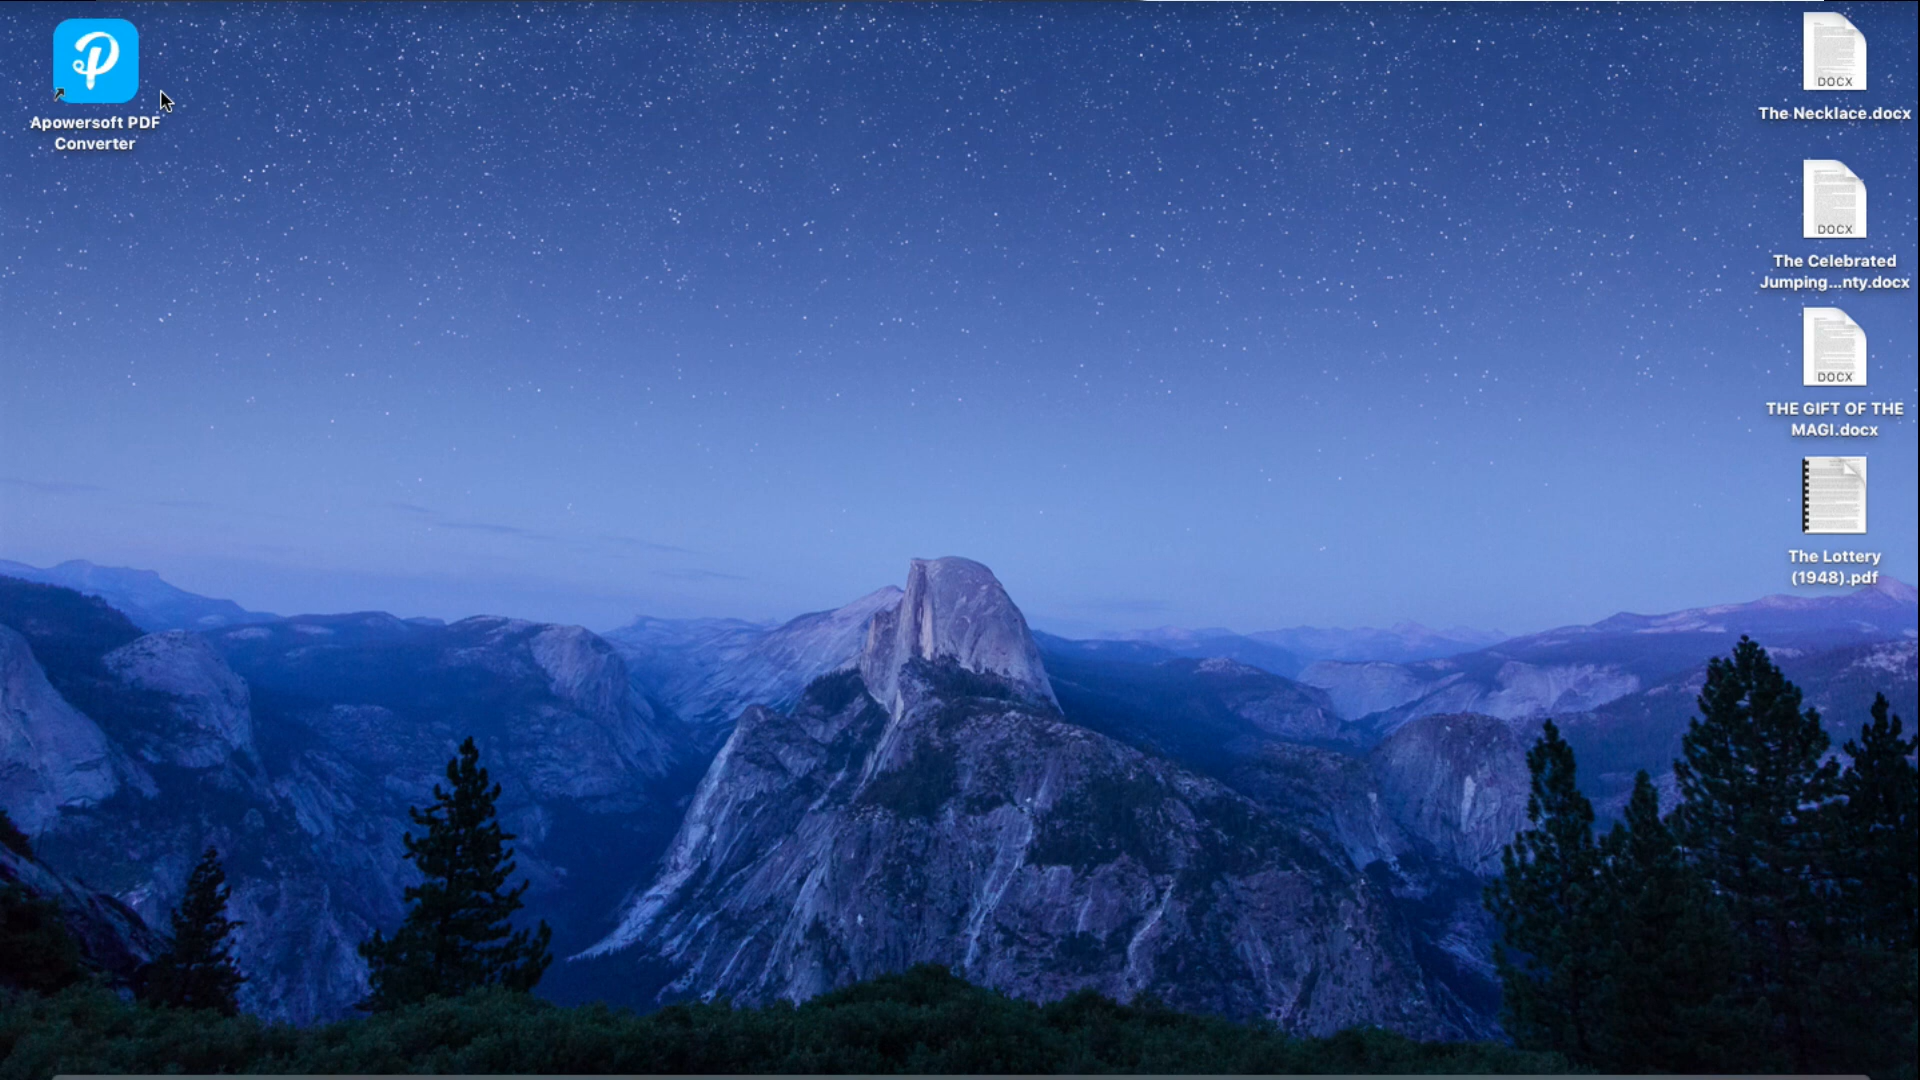 Apowersoft PDF
Converter
DOCX
The Necklace.docx
DOCX
The Celebrated
Jumping...nty.docx
DOCX
THE GIFT OF THE
MAGI.docx
The Lottery
(1948).pdf